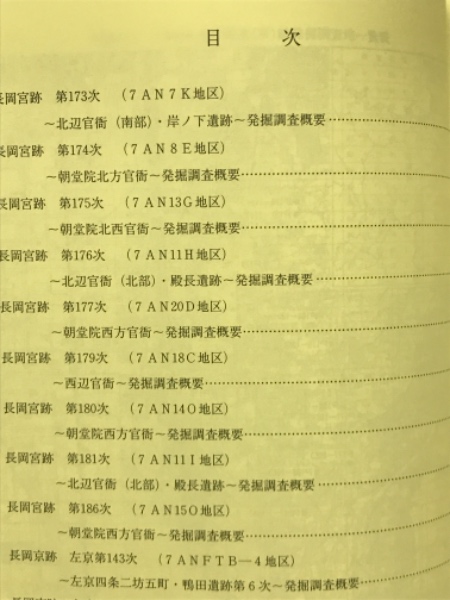 目次
長岡宮跡 第173次 (7AN7K地区)
~北辺官衙(南部)・岸ノ下遺跡~発掘調査概要
長岡宮跡 第174次 (7AN8E地区)
~朝堂院北方官衙~発掘調査概要
長岡宮跡 第175次 (7AN13G地区)
~朝堂院北西官衙~発掘調査概要
長岡宮跡 第176次 (7AN11H地区)
~北辺官衙(北部)・殿長遺跡~発掘調査概要
長岡宮跡 第177次 (7AN20D地区)
~朝堂院西方官衙~発掘調査概要
長岡宮跡 第179次 (7AN18C地区)
~西辺官衙~発掘調査概要
長岡宮跡 第180次 (7AN14O地区)
~朝堂院西方官衙~発掘調査概要
長岡宮跡 第181次 (7AN11I地区)
~北辺官衙(北部)・殿長遺跡~発掘調査概要
長岡宮跡 第186次 (7AN15O地区)
~朝堂院西方官衙~発掘調査概要
長岡京跡 左京第143次 (7ANFTB―4地区)
~左京四条二坊五町・鴨田遺跡第6次~発掘調査概要